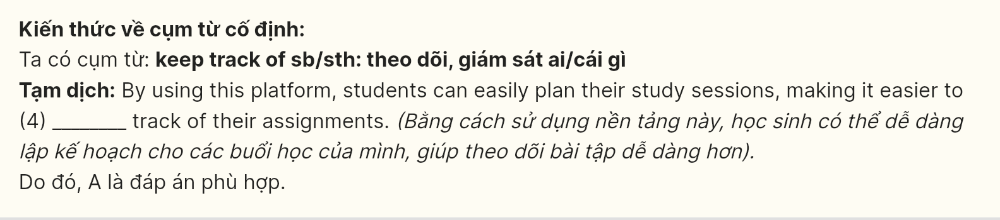 Kiến thức về cụm từ cố định:
Ta có cụm từ: keep track of sb/sth: theo dõi, giám sát ai/cái gì
Tạm dịch: By using this platform, students can easily plan their study sessions, making it easier to
(4) ________ track of their assignments. (Bằng cách sử dụng nền tảng này, học sinh có thể dễ dàng
lập kế hoạch cho các buổi học của mình, giúp theo dõi bài tập dễ dàng hơn).
Do đó, A là đáp án phù hợp.